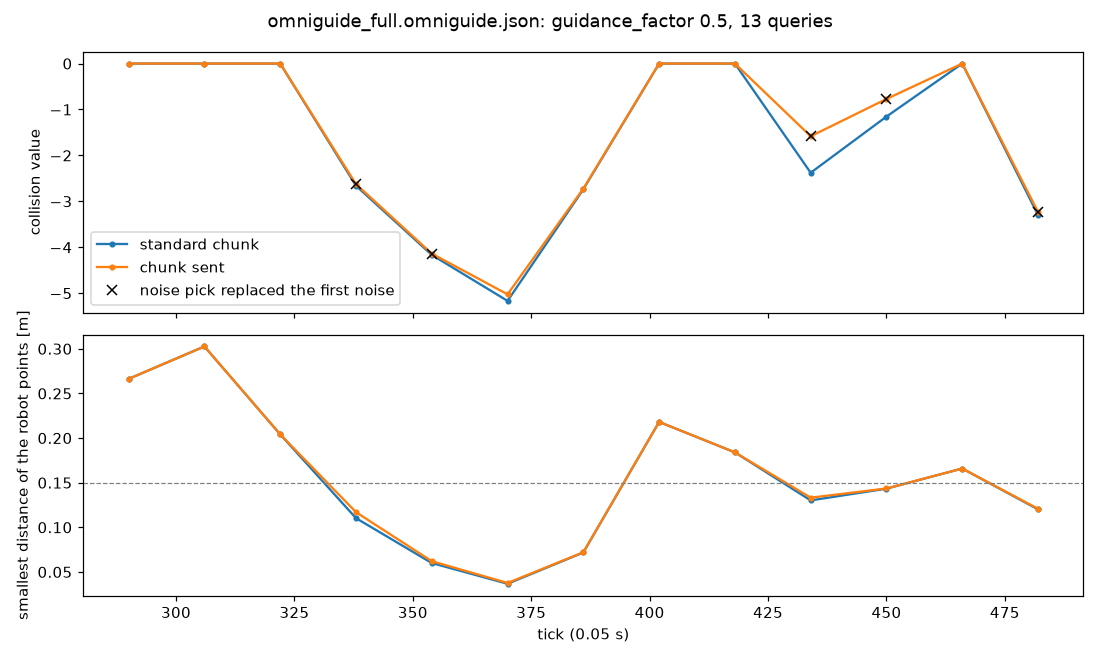 omniguide_full.omniguide.json: guidance_factor 0.5, 13 queries
collision value
0
−1
−2
−3
−4
−5
standard chunk
chunk sent
noise pick replaced the first noise
smallest distance of the robot points [m]
0.30
0.25
0.20
0.15
0.10
0.05
300 325 350 375 400 425 450 475
tick (0.05 s)